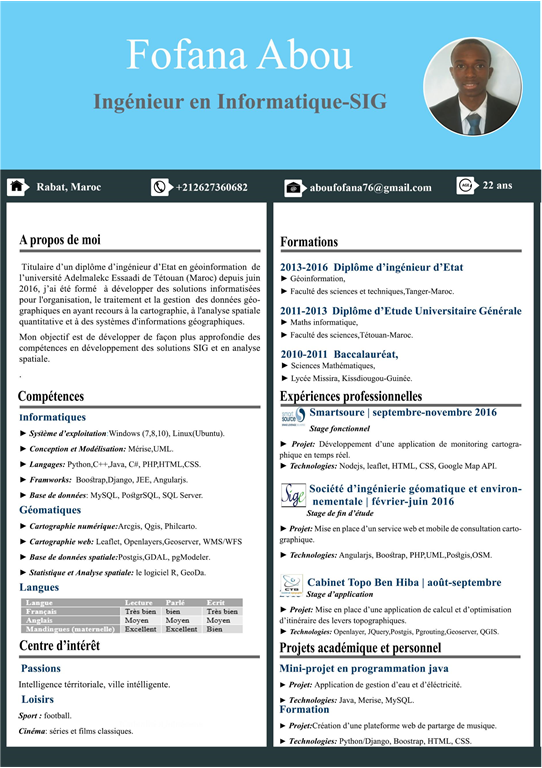 Fofana Abou
Ingénieur en Informatique-SIG
Rabat, Maroc
+212627360682
aboufofana76@gmail.com
22 ans
A propos de moi
Titulaire d’un diplôme d’ingénieur d’Etat en géoinformation de
l’université Adelmalekc Essaadi de Tétouan (Maroc) depuis juin
2016, j’ai été formé à développer des solutions informatisées
pour l'organisation, le traitement et la gestion des données géo-
graphiques en ayant recours à la cartographie, à l'analyse spatiale
quantitative et à des systèmes d'informations géographiques.
Mon objectif est de développer de façon plus approfondie des
compétences en développement des solutions SIG et en analyse
spatiale.
.
Compétences
Informatiques
► Système d’exploitation:Windows (7,8,10), Linux(Ubuntu).
► Conception et Modélisation: Mérise,UML.
► Langages: Python,C++,Java, C#, PHP,HTML,CSS.
► Framworks: Boostrap,Django, JEE, Angularjs.
► Base de données: MySQL, PostgrSQL, SQL Server.
Géomatiques
► Cartographie numérique:Arcgis, Qgis, Philcarto.
► Cartographie web: Leaflet, Openlayers,Geoserver, WMS/WFS
► Base de données spatiale:Postgis,GDAL, pgModeler.
► Statistique et Analyse spatiale: le logiciel R, GeoDa.
Langues
Langue Lecture Parlé Ecrit
Français Très bien bien Très bien
Anglais Moyen Moyen Moyen
Mandingues (maternelle) Excellent Excellent Bien
Centre d’intérêt
Passions
Intelligence térritoriale, ville intélligente.
Loisirs
Sport : football.
Cinéma: séries et films classiques.
Formations
2013-2016 Diplôme d’ingénieur d’Etat
► Géoinformation,
► Faculté des sciences et techniques,Tanger-Maroc.
2011-2013 Diplôme d’Etude Universitaire Générale
► Maths informatique,
► Faculté des sciences,Tétouan-Maroc.
2010-2011 Baccalauréat,
► Sciences Mathématiques,
► Lycée Missira, Kissdiougou-Guinée.
Expériences professionnelles
smart source
Smartsoure | septembre-novembre 2016
Stage fonctionnel
► Projet: Développement d’une application de monitoring cartogra-
phique en temps réel.
► Technologies: Nodejs, leaflet, HTML, CSS, Google Map API.
Sige
Société d’ingénierie géomatique et environ-
nementale | février-juin 2016
Stage de fin d’étude
► Projet: Mise en place d’un service web et mobile de consultation carto-
graphique.
► Technologies: Angularjs, Boostrap, PHP,UML,Postgis,OSM.
CTB
Cabinet Topo Ben Hiba | août-septembre
Stage d’application
► Projet: Mise en place d’une application de calcul et d’optimisation
d’itinéraire des levers topographiques.
► Technologies: Openlayer, JQuery,Postgis, Pgrouting,Geoserver, QGIS.
Projets académique et personnel
Mini-projet en programmation java
► Projet: Application de gestion d’eau et d’éléctricité.
► Technologies: Java, Merise, MySQL.
Formation
► Projet:Création d’une plateforme web de partarge de musique.
► Technologies: Python/Django, Boostrap, HTML, CSS.